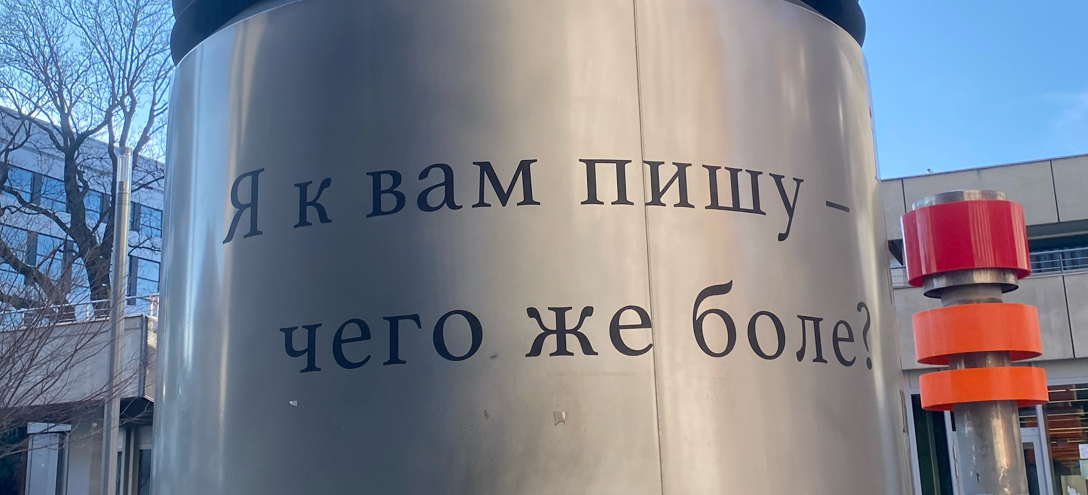 Я к вам пишу –
чего же боле?